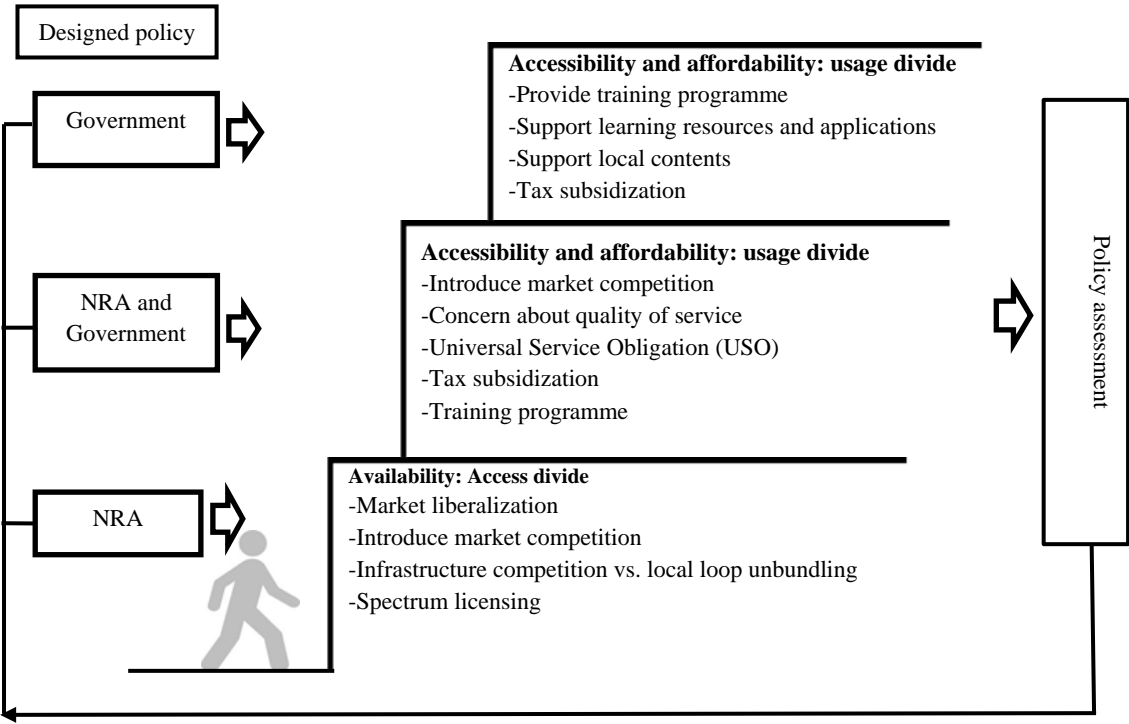 Designed policy
Government
Accessibility and affordability: usage divide
-Provide training programme
-Support learning resources and applications
-Support local contents
-Tax subsidization
NRA and
Government
Accessibility and affordability: usage divide
-Introduce market competition
-Concern about quality of service
-Universal Service Obligation (USO)
-Tax subsidization
-Training programme
NRA
Availability: Access divide
-Market liberalization
-Introduce market competition
-Infrastructure competition vs. local loop unbundling
-Spectrum licensing
Policy assessment